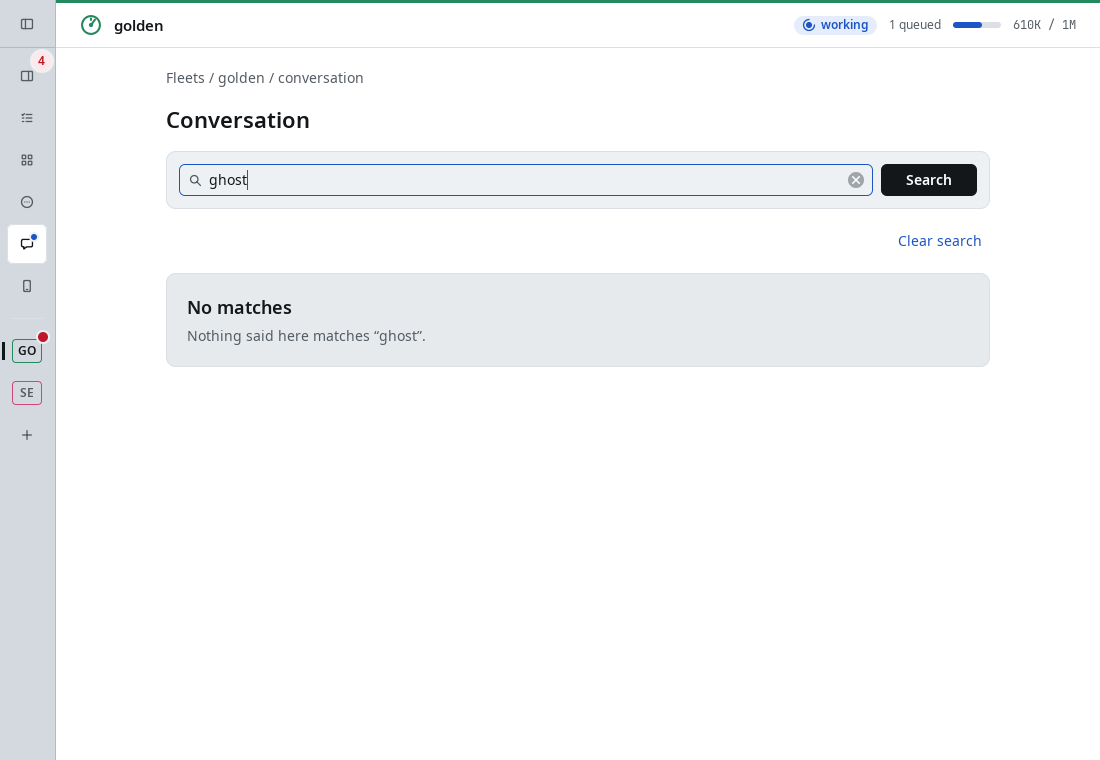 golden
working
1 queued
610K / 1M
4
Fleets / golden / conversation
Conversation
ghost
Search
Clear search
No matches
Nothing said here matches “ghost”.
GO
SE